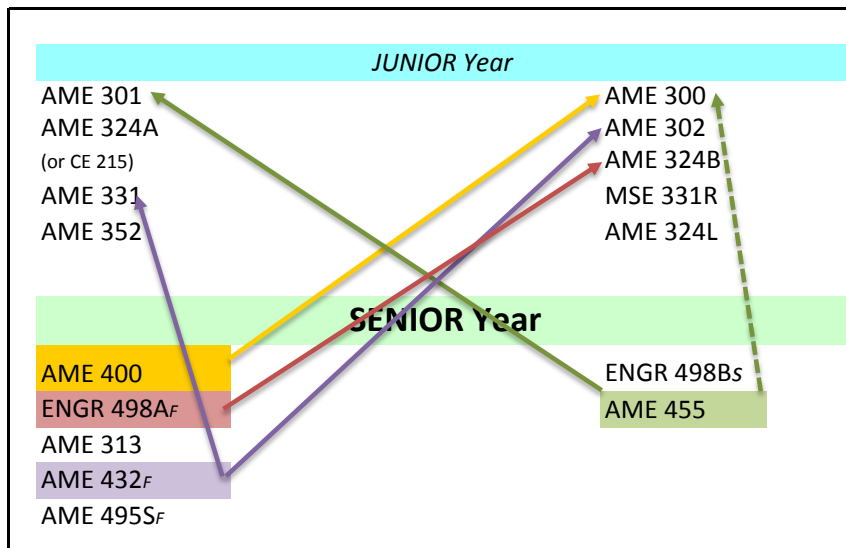 JUNIOR Year
AME 301
AME 324A
(or CE 215)
AME 331
AME 352
AME 300
AME 302
AME 324B
MSE 331R
AME 324L
SENIOR Year
AME 400
ENGR 498AF
AME 313
AME 432F
AME 495SF
ENGR 498BS
AME 455